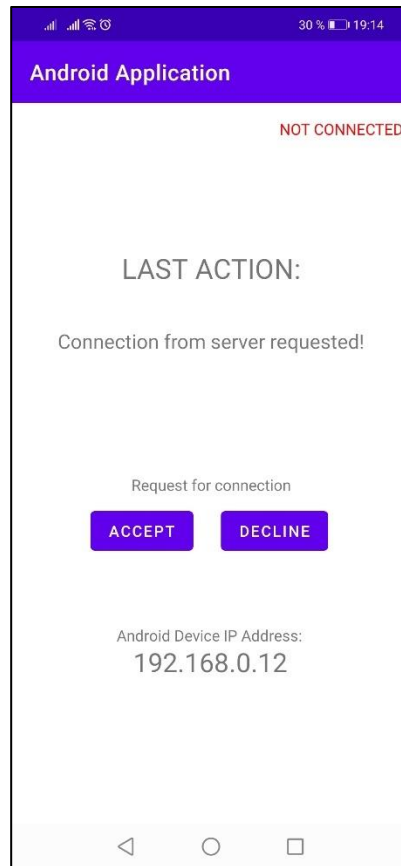 30 % 19:14
Android Application
NOT CONNECTED
LAST ACTION:
Connection from server requested!
Request for connection
ACCEPT DECLINE
Android Device IP Address:
192.168.0.12